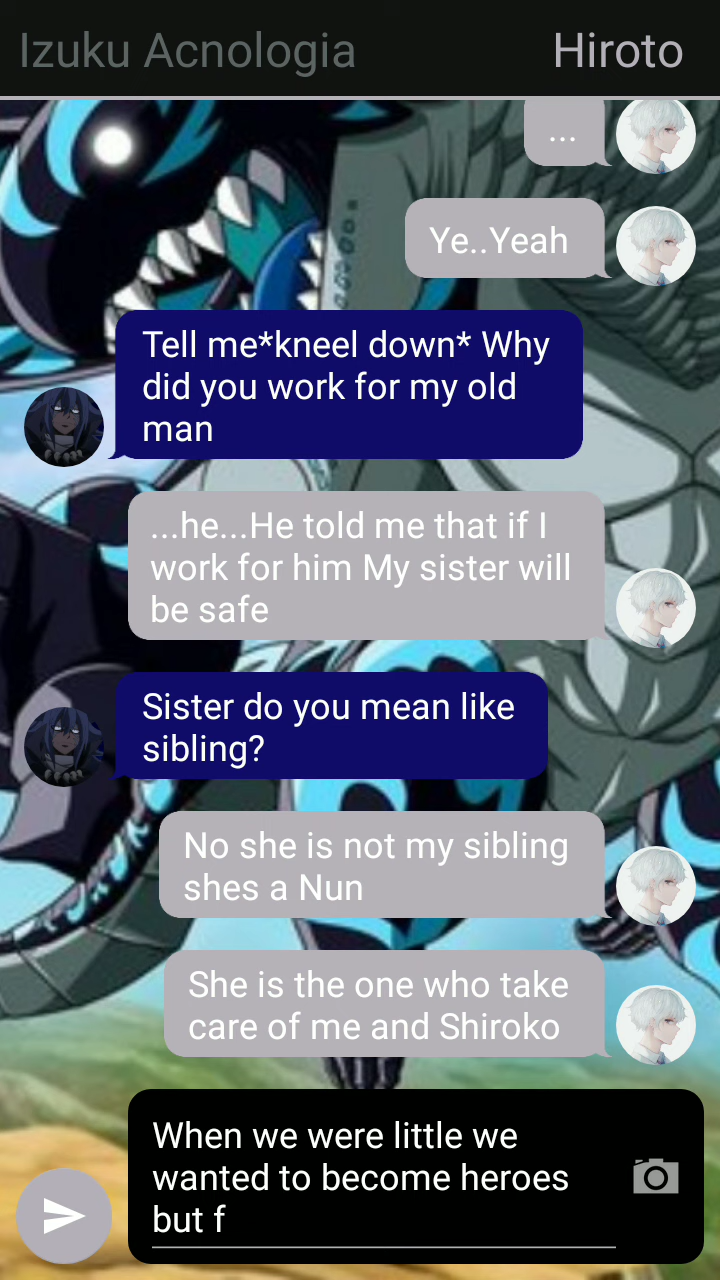 Izuku Acnologia
Hiroto
...
Ye..Yeah
Tell me*kneel down* Why
did you work for my old
man
...he...He told me that if I
work for him My sister will
be safe
Sister do you mean like
sibling?
No she is not my sibling
shes a Nun
She is the one who take
care of me and Shiroko
When we were little we
wanted to become heroes
but f